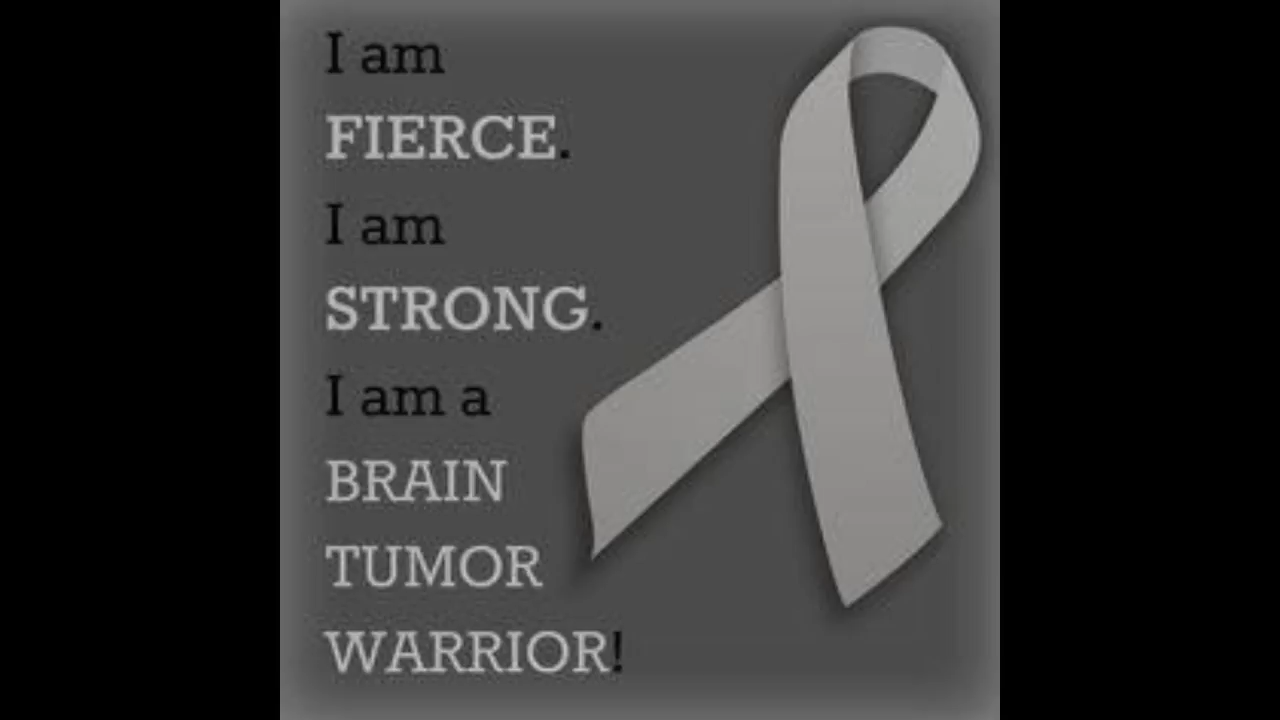 I am
FIERCE.
I am
STRONG.
I am a
BRAIN
TUMOR
WARRIOR!